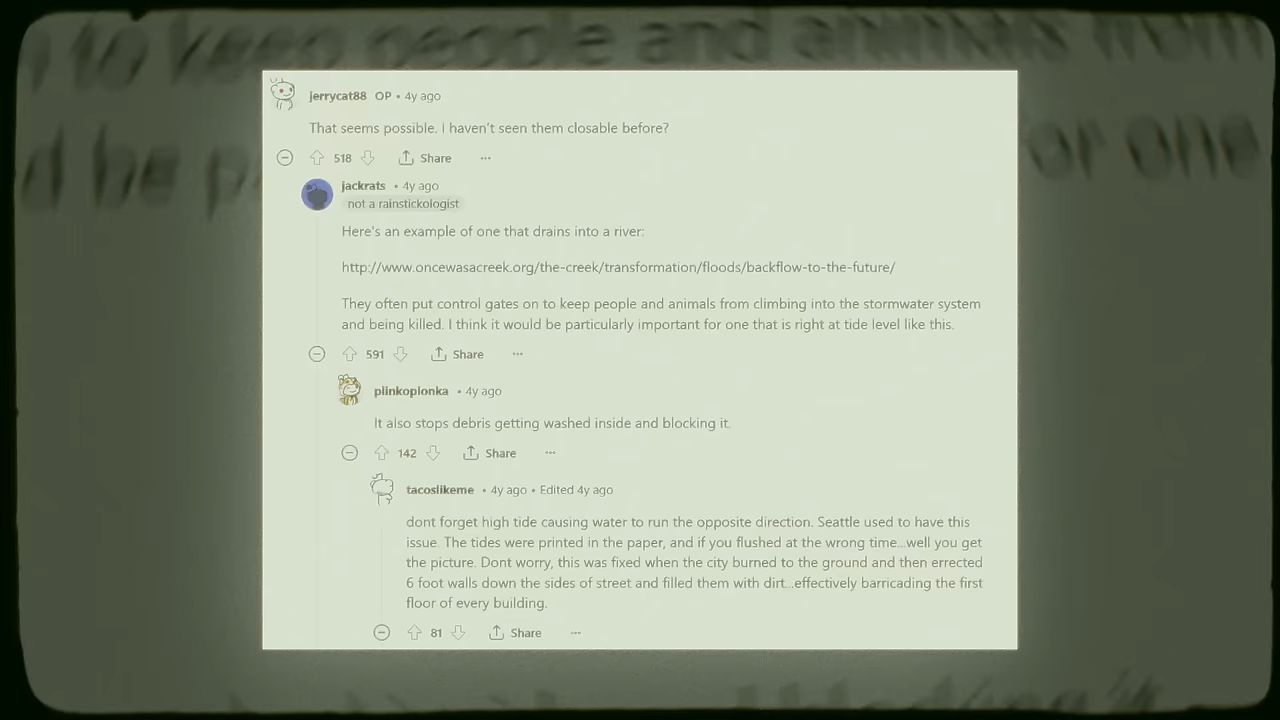 to keep people and animals from
d be p
or one
jerrycat88 OP • 4y ago
That seems possible. I haven't seen them closable before?
518 Share ...
jackrats • 4y ago
not a rainstickologist
Here's an example of one that drains into a river:
http://www.oncewasacreek.org/the-creek/transformation/floods/backflow-to-the-future/
They often put control gates on to keep people and animals from climbing into the stormwater system
and being killed. I think it would be particularly important for one that is right at tide level like this.
591 Share ...
plinkoplonka • 4y ago
It also stops debris getting washed inside and blocking it.
142 Share ...
tacoslikeme • 4y ago • Edited 4y ago
dont forget high tide causing water to run the opposite direction. Seattle used to have this
issue. The tides were printed in the paper, and if you flushed at the wrong time...well you get
the picture. Dont worry, this was fixed when the city burned to the ground and then errected
6 foot walls down the sides of street and filled them with dirt...effectively barricading the first
floor of every building.
81 Share ...